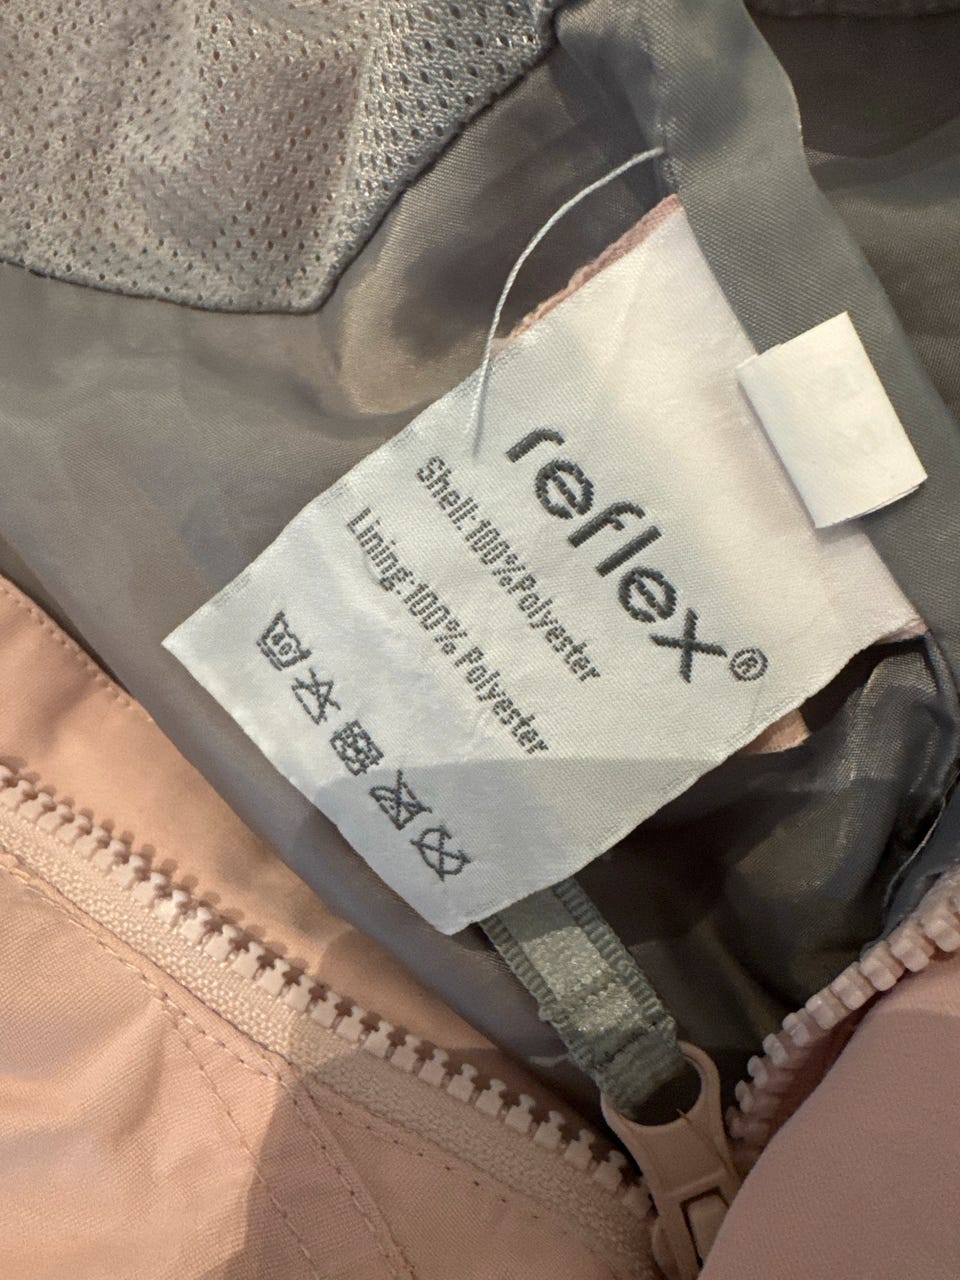 reflex®
Shell:100%Polyester
Lining:100% Polyester